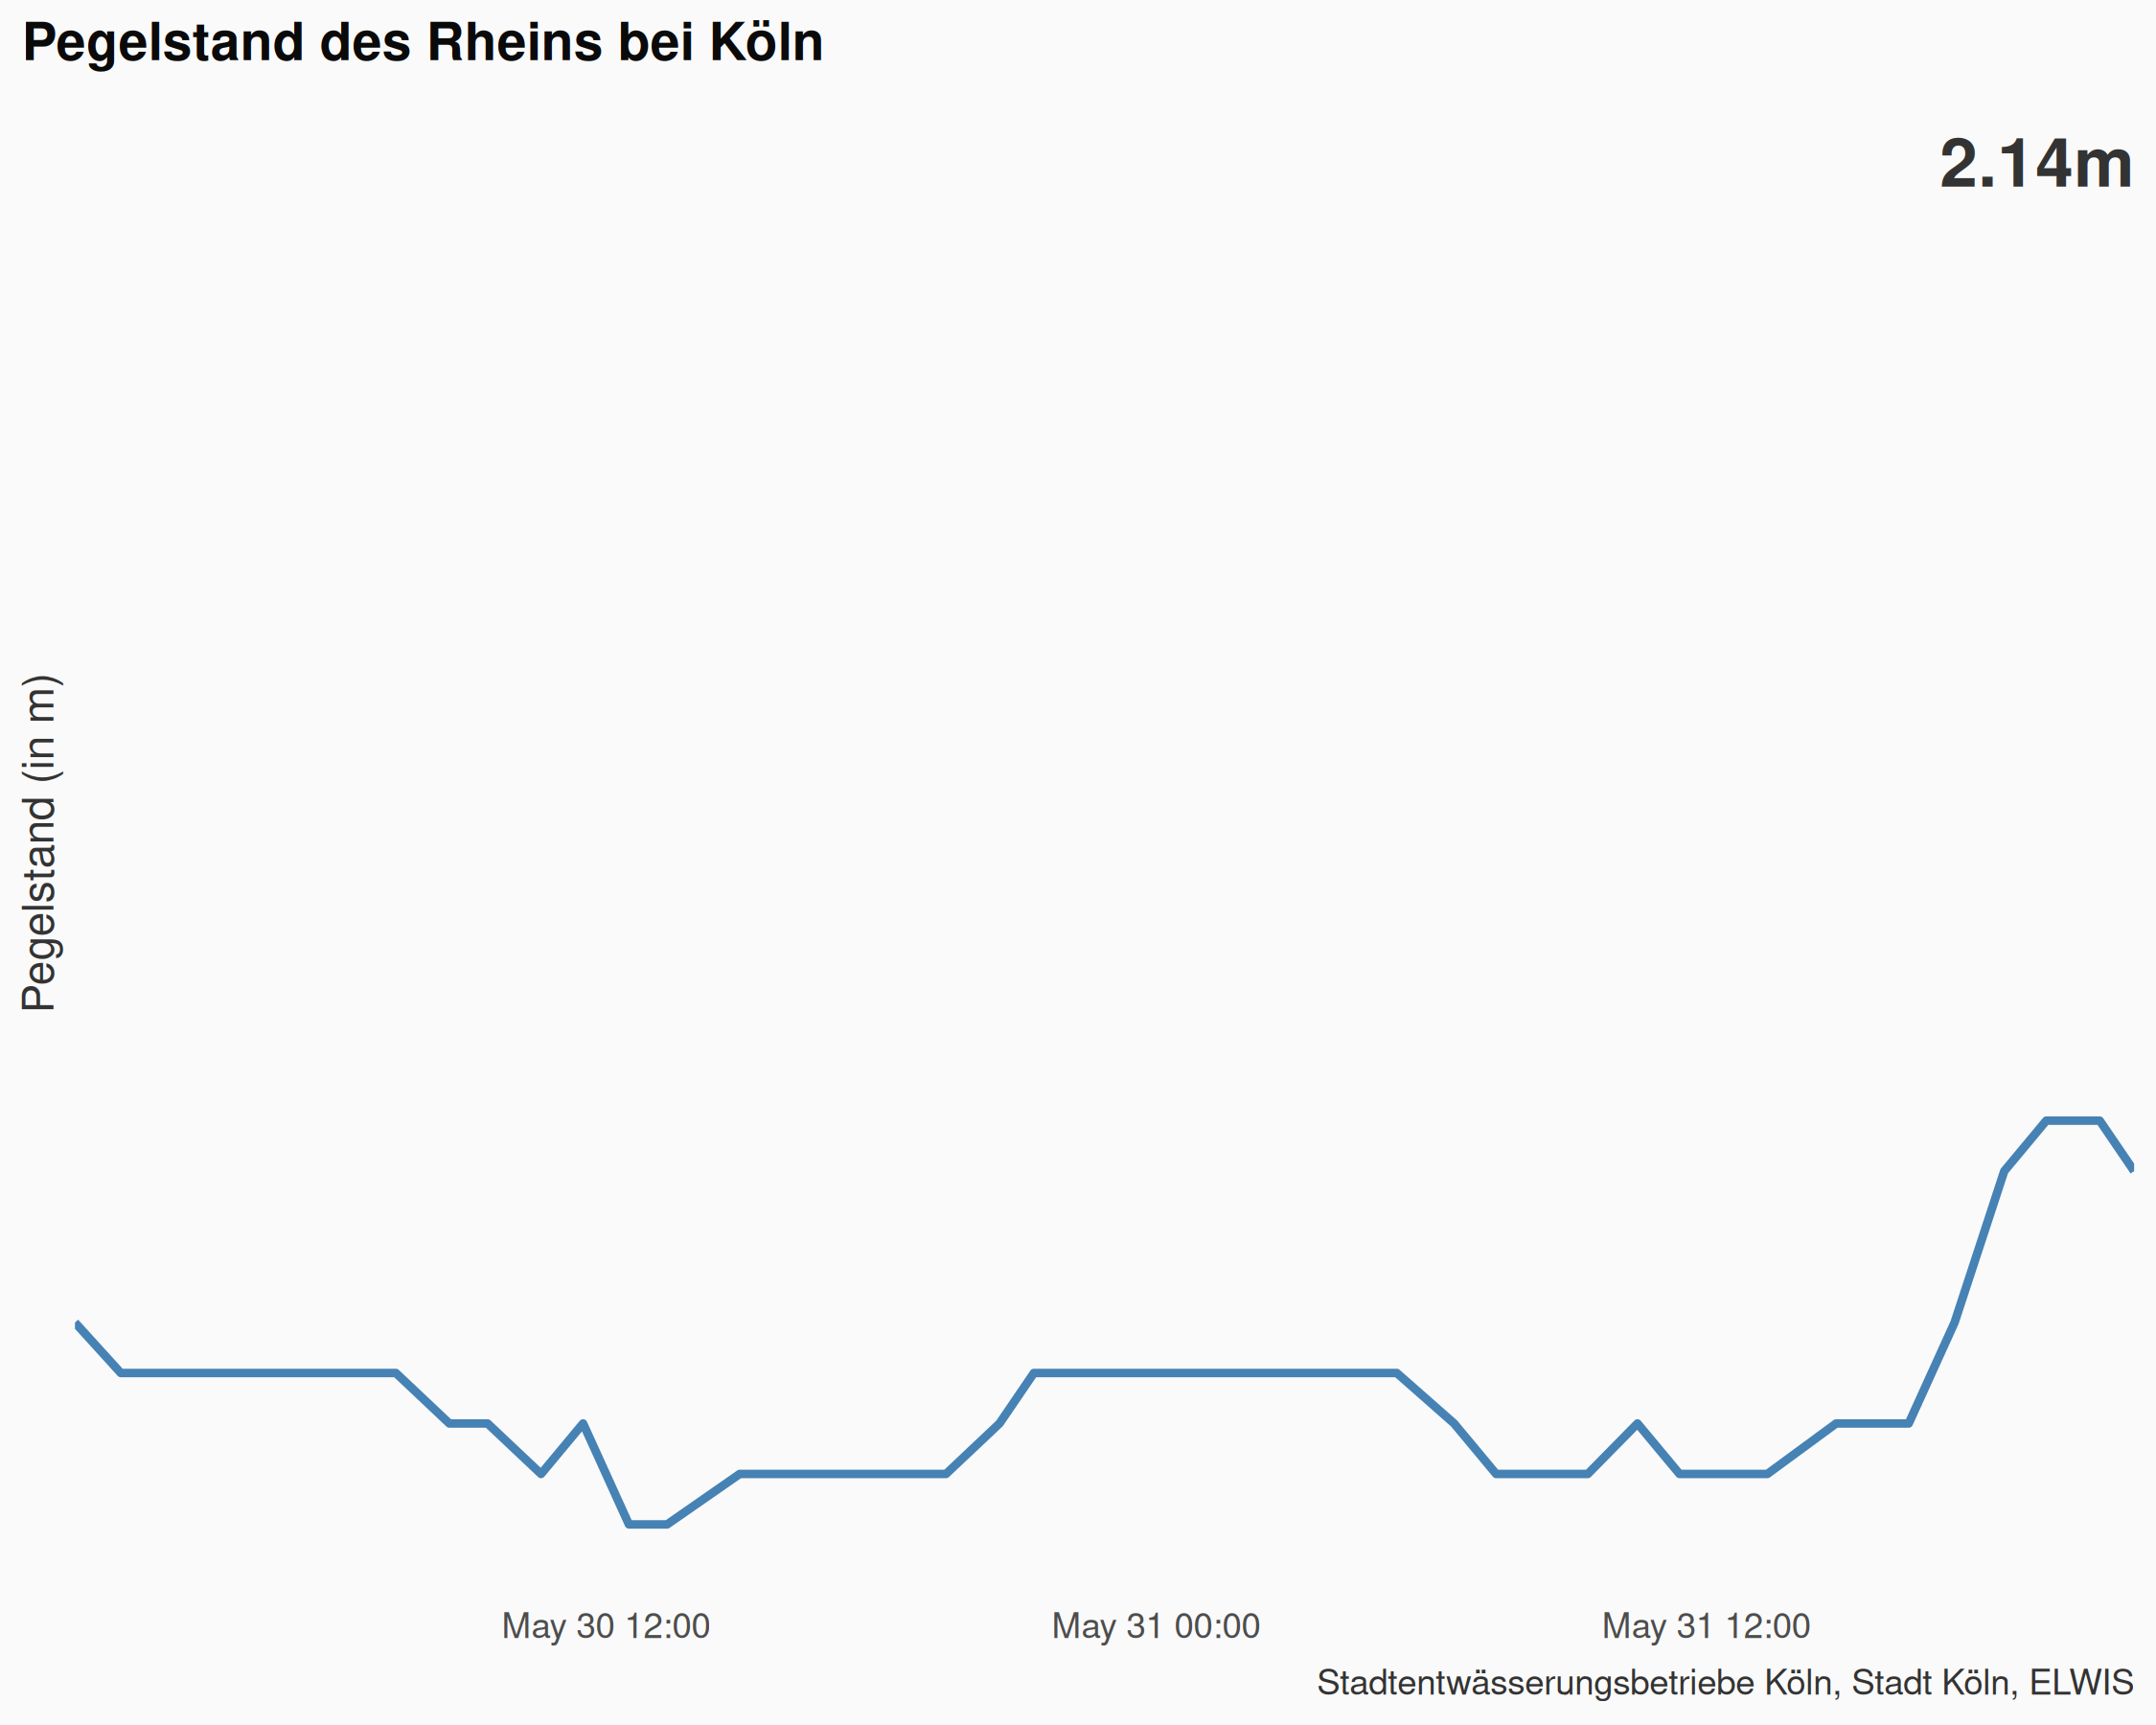 Pegelstand des Rheins bei Köln
2.14m
Pegelstand (in m)
May 30 12:00
May 31 00:00
May 31 12:00
Stadtentwässerungsbetriebe Köln, Stadt Köln, ELWIS